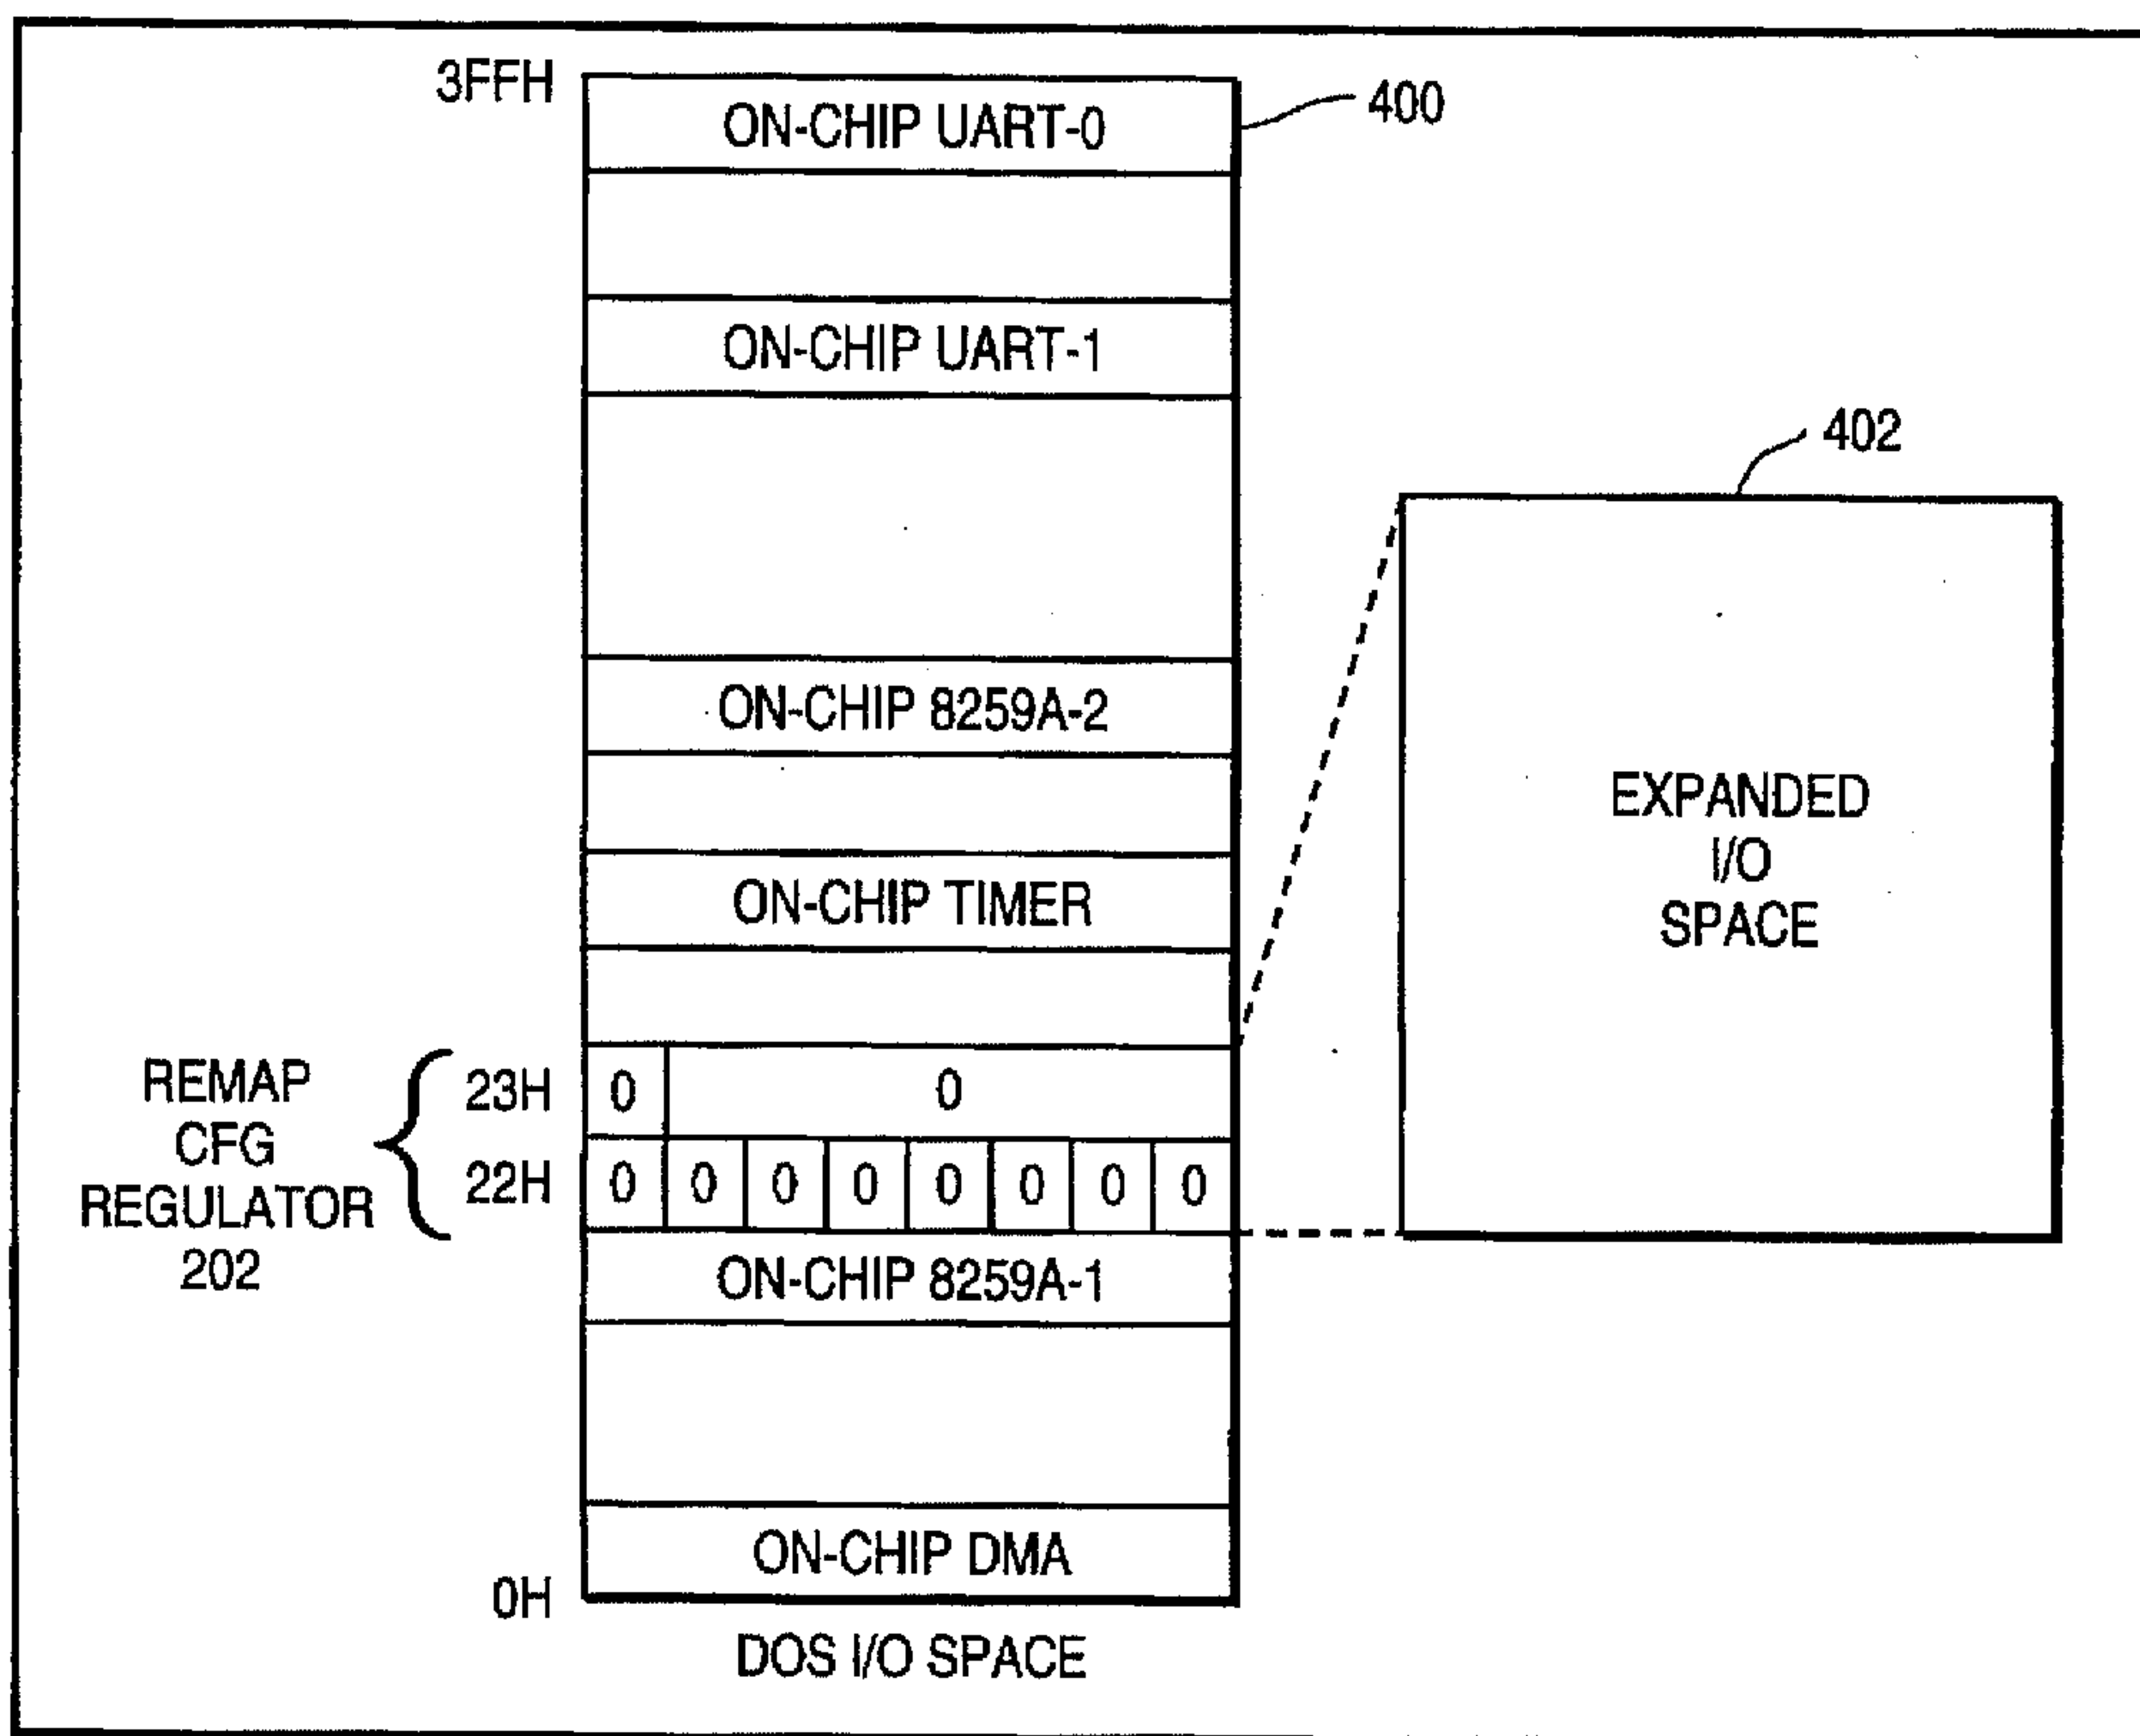 3FFH
ON-CHIP UART-0
400
ON-CHIP UART-1
402
ON-CHIP 8259A-2
EXPANDED
I/O
SPACE
ON-CHIP TIMER
REMAP
CFG
REGULATOR
202
23H
0 0
22H
0 0 0 0 0 0 0 0
ON-CHIP 8259A-1
ON-CHIP DMA
0H
DOS I/O SPACE